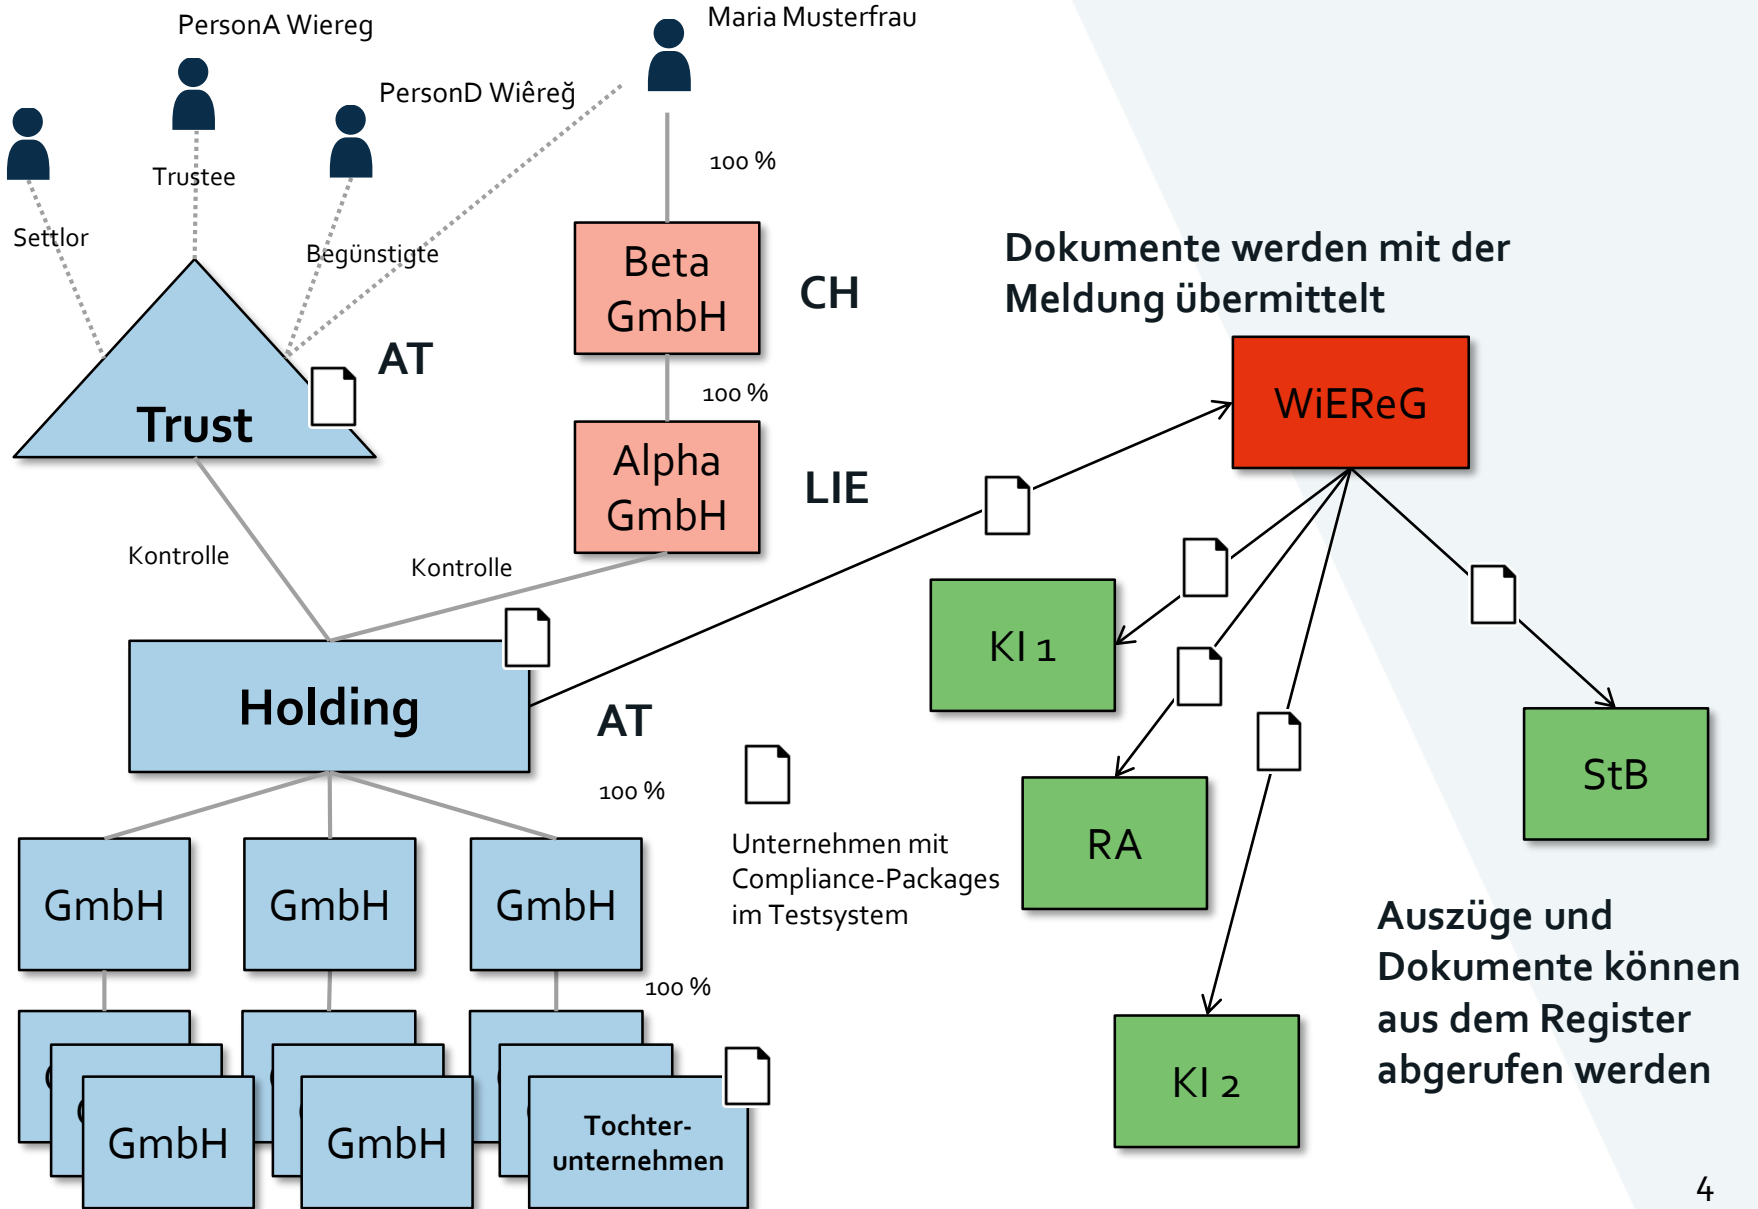 PersonA Wiereg
Maria Musterfrau
PersonD Wiêreğ
100 %
Trustee
Settlor
Begünstigte
Beta
GmbH
CH
Dokumente werden mit der
Meldung übermittelt
AT
Trust
100 %
WiEReG
Alpha
GmbH
LIE
Kontrolle
Kontrolle
KI 1
Holding
AT
StB
100 %
RA
Unternehmen mit
Compliance-Packages
im Testsystem
GmbH
GmbH
GmbH
Auszüge und
Dokumente können
aus dem Register
abgerufen werden
100 %
KI 2
GmbH
GmbH
Tochter-
unternehmen
4